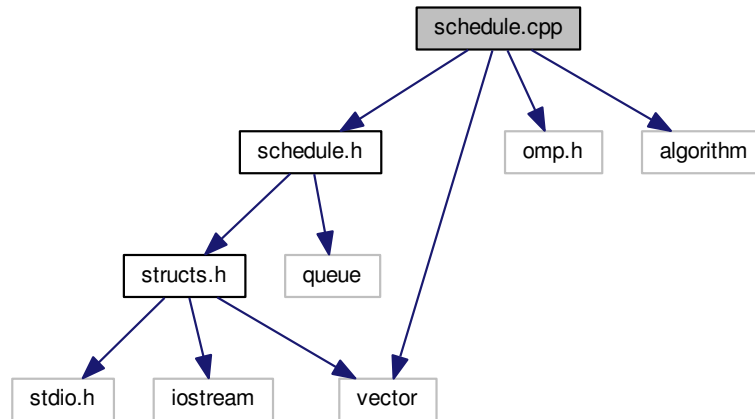 schedule.cpp
schedule.h
omp.h
algorithm
structs.h
queue
stdio.h
iostream
vector